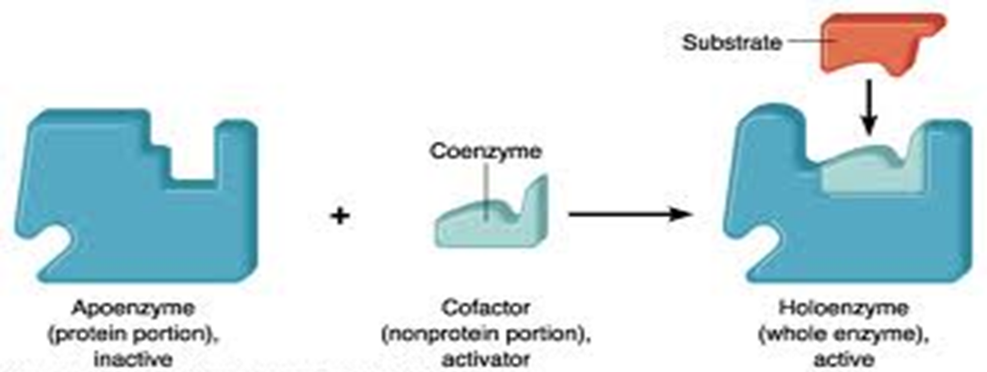 Substrate
Coenzyme
+
Apoenzyme
(protein portion),
inactive
Cofactor
(nonprotein portion),
activator
Holoenzyme
(whole enzyme),
active